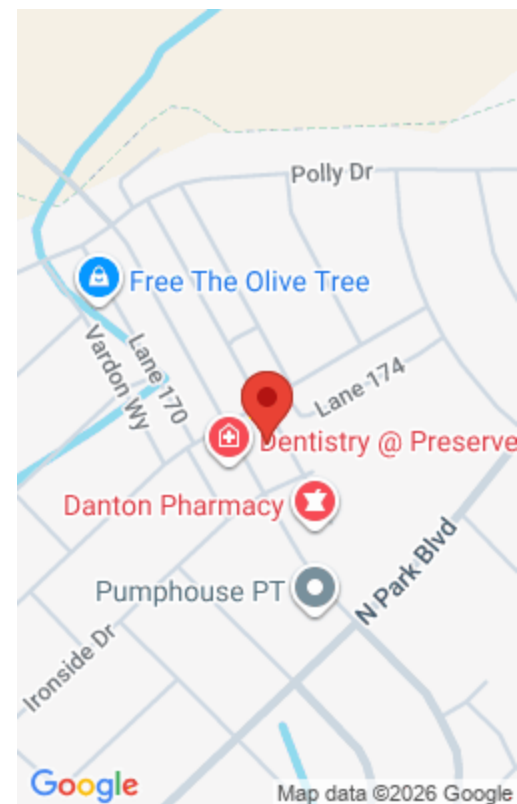 Polly Dr
Free The Olive Tree
Vardon Wy
Lane 170
Lane 174
Dentistry @ Preserve
Danton Pharmacy
Pumphouse PT
N Park Blvd
Ironside Dr
Google
Map data ©2026 Google